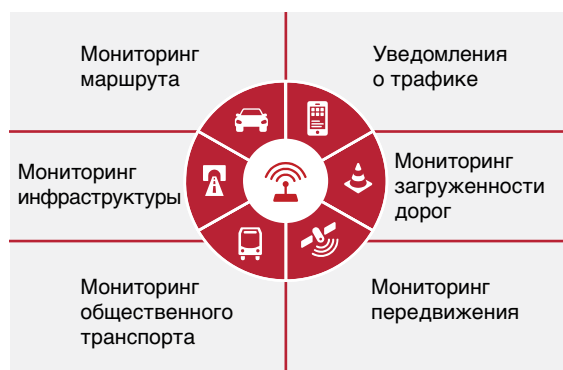 Мониторинг
маршрута
Уведомления
о трафике
Мониторинг
инфраструктуры
Мониторинг
загруженности
дорог
Мониторинг
общественного
транспорта
Мониторинг
передвижения